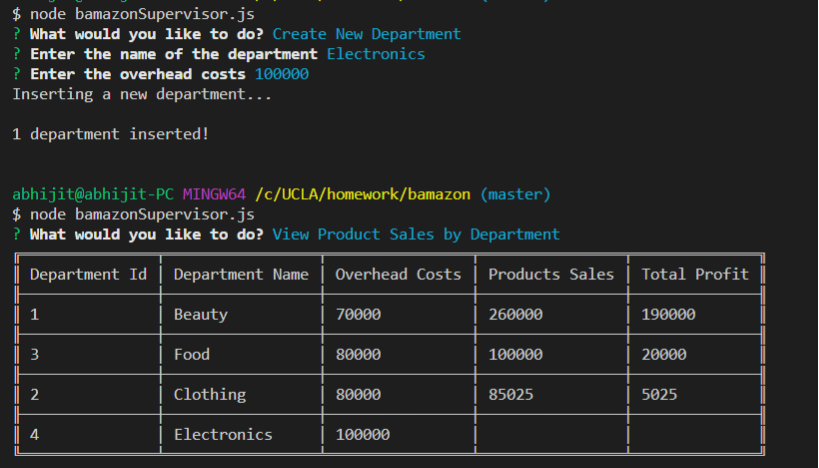 $ node bamazonSupervisor.js
? What would you like to do? Create New Department
? Enter the name of the department Electronics
? Enter the overhead costs 100000
Inserting a new department...
1 department inserted!
abhijit@abhijit-PC MINGW64 /c/UCLA/homework/bamazon (master)
$ node bamazonSupervisor.js
? What would you like to do? View Product Sales by Department
Department Id Department Name Overhead Costs Products Sales Total Profit
1 Beauty 70000 260000 190000
3 Food 80000 100000 20000
2 Clothing 80000 85025 5025
4 Electronics 100000